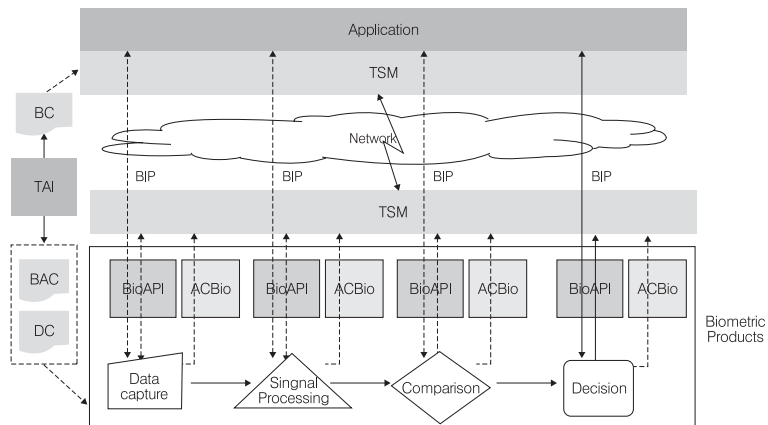 Application
TSM
BC
Network
TAI
BIP BIP BIP BIP
TSM
BAC
DC
BioAPI ACBio BioAPI ACBio BioAPI ACBio BioAPI ACBio
Biometric
Products
Data
capture
Singnal
Processing
Comparison
Decision